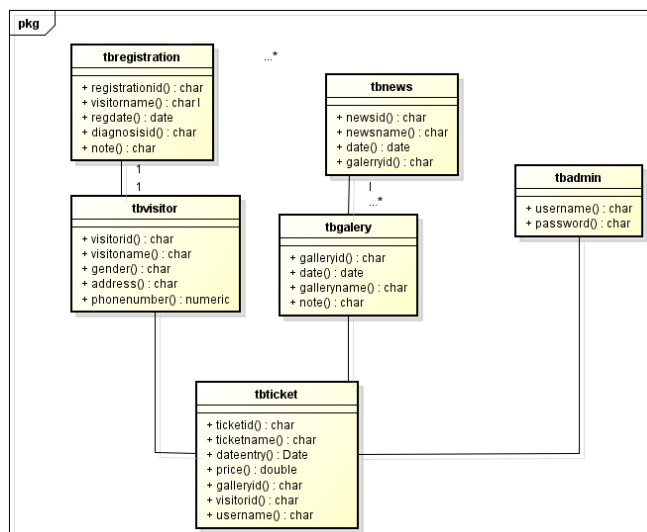 pkg
tbregistration
+ registrationid() : char
+ visitorname() : charl
+ regdate() : date
+ diagnosisid() : char
+ note() : char
...*
tbnews
+ newsid() : char
+ newsname() : char
+ date() : date
+ galerryid() : char
1
1
l
...*
tbadmin
+ username() : char
+ password() : char
tbvisitor
+ visitorid() : char
+ visitoname() : char
+ gender() : char
+ address() : char
+ phonenumber() : numeric
tbgalery
+ galleryid() : char
+ date() : date
+ galleryname() : char
+ note() : char
tbticket
+ ticketid() : char
+ ticketname() : char
+ dateentry() : Date
+ price() : double
+ galleryid() : char
+ visitorid() : char
+ username() : char